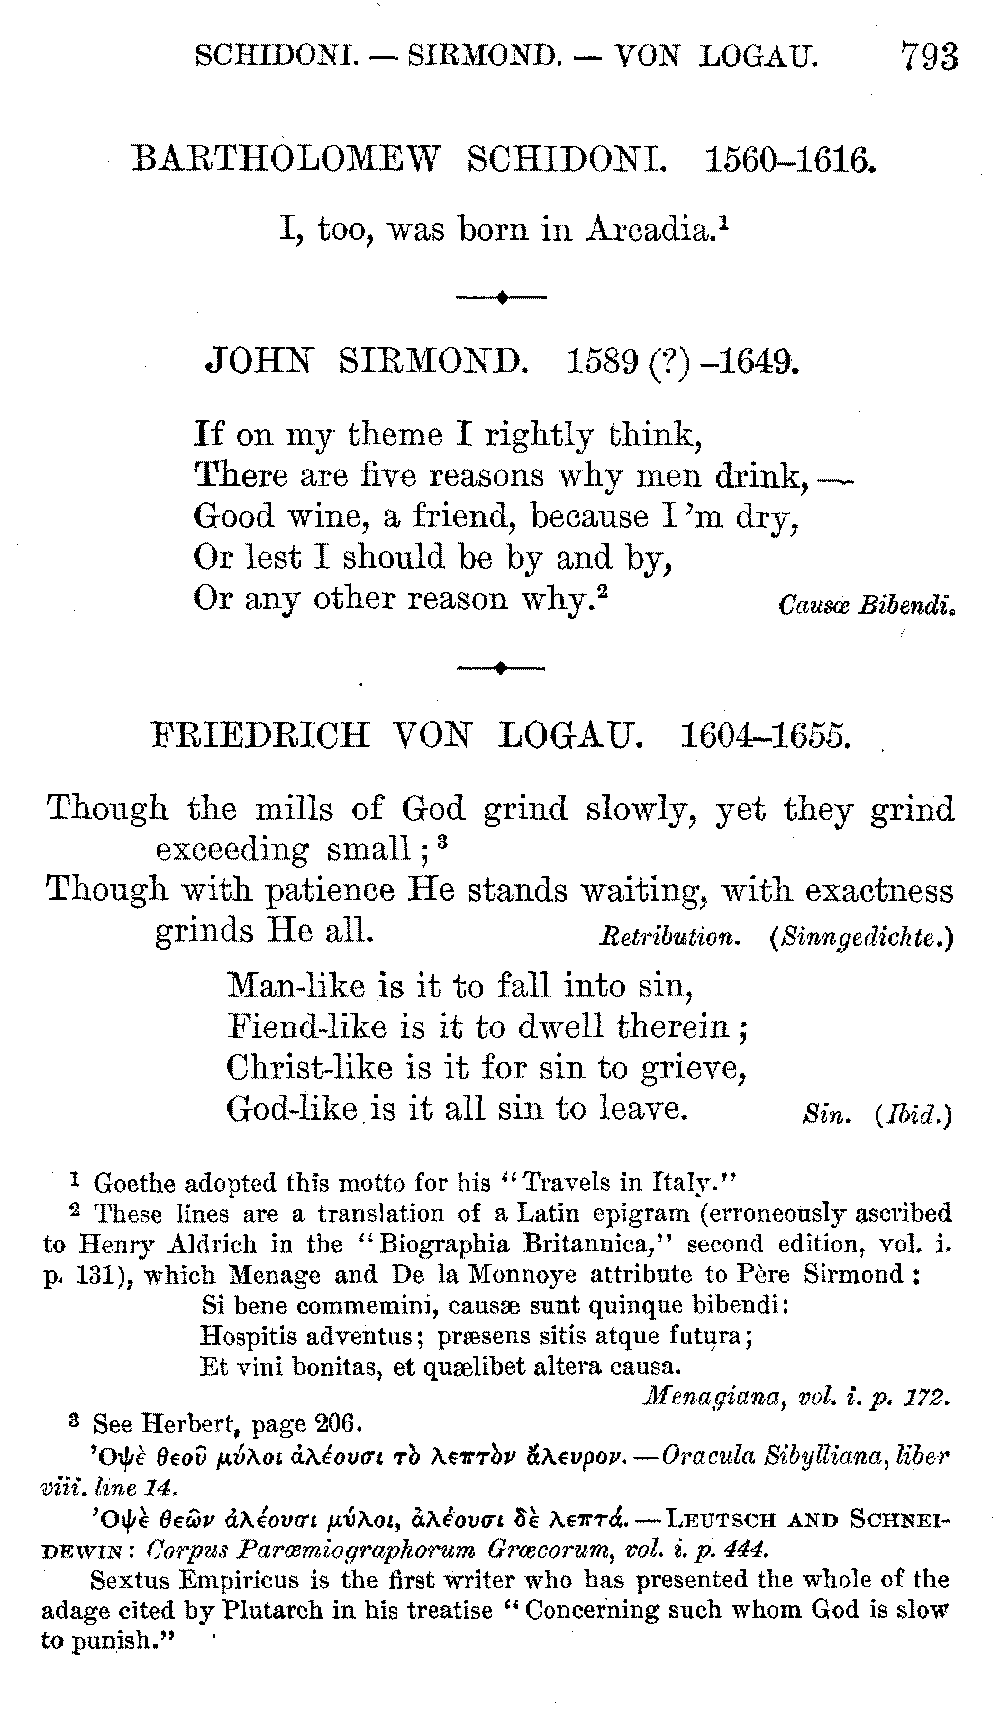 SCHIDONI. — SIRMOND. — VON LOGAU. 793
BARTHOLOMEW SCHIDONI. 1560–1616.
I, too, was born in Arcadia.¹
JOHN SIRMOND. 1589 (?) –1649.
If on my theme I rightly think,
There are five reasons why men drink, —
Good wine, a friend, because I 'm dry,
Or lest I should be by and by,
Or any other reason why.²
Causæ Bibendi.
FRIEDRICH VON LOGAU. 1604–1655.
Though the mills of God grind slowly, yet they grind
exceeding small; ³
Though with patience He stands waiting, with exactness
grinds He all. Retribution. (Sinngedichte.)
Man-like is it to fall into sin,
Fiend-like is it to dwell therein;
Christ-like is it for sin to grieve,
God-like is it all sin to leave. Sin. (Ibid.)
¹ Goethe adopted this motto for his "Travels in Italy."
² These lines are a translation of a Latin epigram (erroneously ascribed
to Henry Aldrich in the "Biographia Britannica," second edition, vol. i.
p. 131), which Menage and De la Monnoye attribute to Père Sirmond:
Si bene commemini, causæ sunt quinque bibendi:
Hospitis adventus; præsens sitis atque futura;
Et vini bonitas, et quælibet altera causa.
Menagiana, vol. i. p. 172.
³ See Herbert, page 206.
Ὀψὲ θεοῦ μύλοι ἀλέουσι τὸ λεπτὸν ἄλευρον. — Oracula Sibylliana, liber
viii. line 14.
Ὀψὲ θεῶν ἀλέουσι μύλοι, ἀλέουσι δὲ λεπτά. — LEUTSCH AND SCHNEI-
DEWIN: Corpus Parœmiographorum Græcorum, vol. i. p. 444.
Sextus Empiricus is the first writer who has presented the whole of the
adage cited by Plutarch in his treatise "Concerning such whom God is slow
to punish."